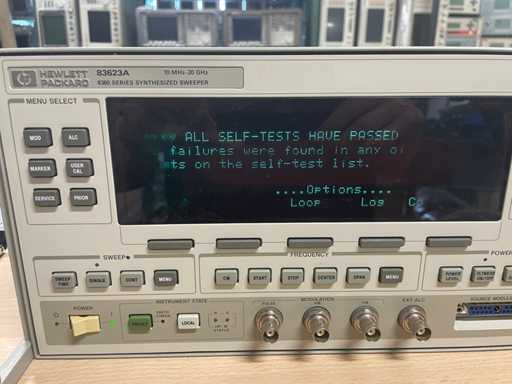 HEWLETT
PACKARD
83623A
10 MHz-20 GHz
8360 SERIES SYNTHESIZED SWEEPER
MENU SELECT
MOD
ALC
MARKER
USER
CAL
SERVICE
PRIOR
ALL SELF-TESTS HAVE PASSED
failures were found in any of
ts on the self-test list.
....Options....
Loop Log
SWEEP
SWEEP
TIME
SINGLE
CONT
MENU
FREQUENCY
CW
START
STOP
CENTER
SPAN
MENU
POWER
POWER
LEVEL
POWER
O
I
INSTRUMENT STATE
PRESET
LOCAL
STATUS
PULSE
MODULATION
AM
FM
EXT ALC
SOURCE MODULE